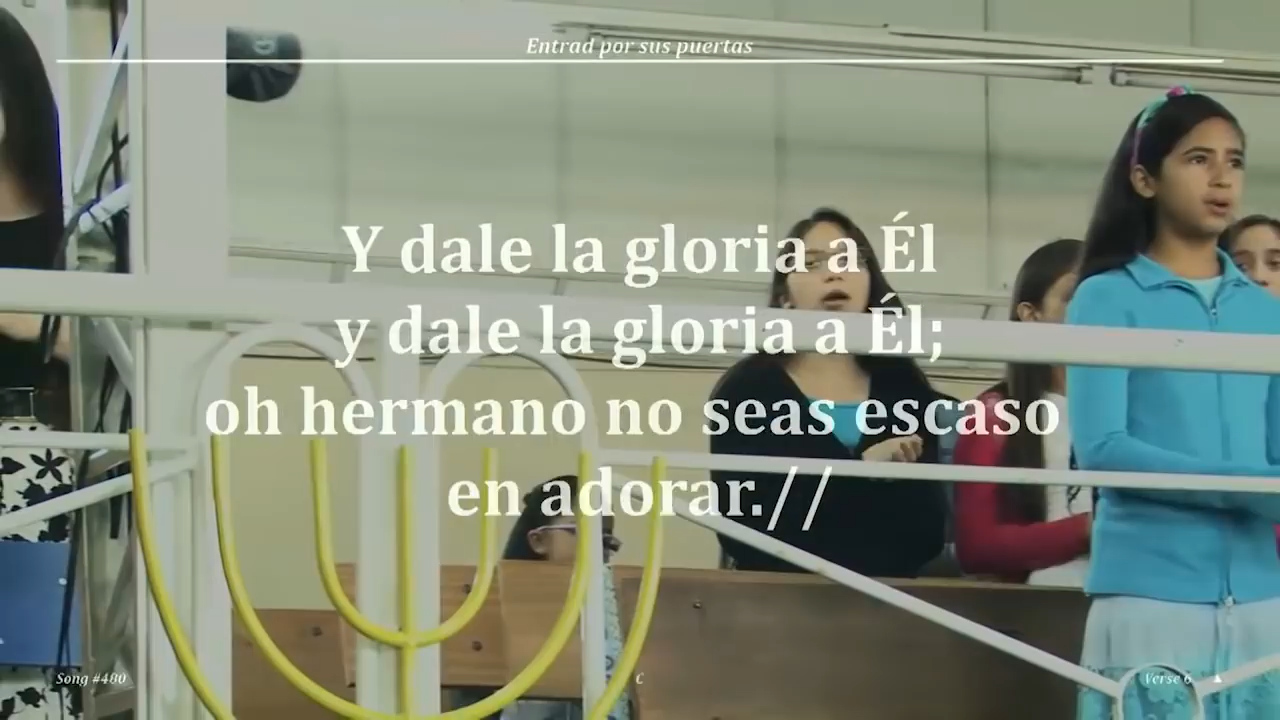 Entrad por sus puertas
Y dale la gloria a Él
y dale la gloria a Él;
oh hermano no seas escaso
en adorar.//
Song #480
C
Verse 6